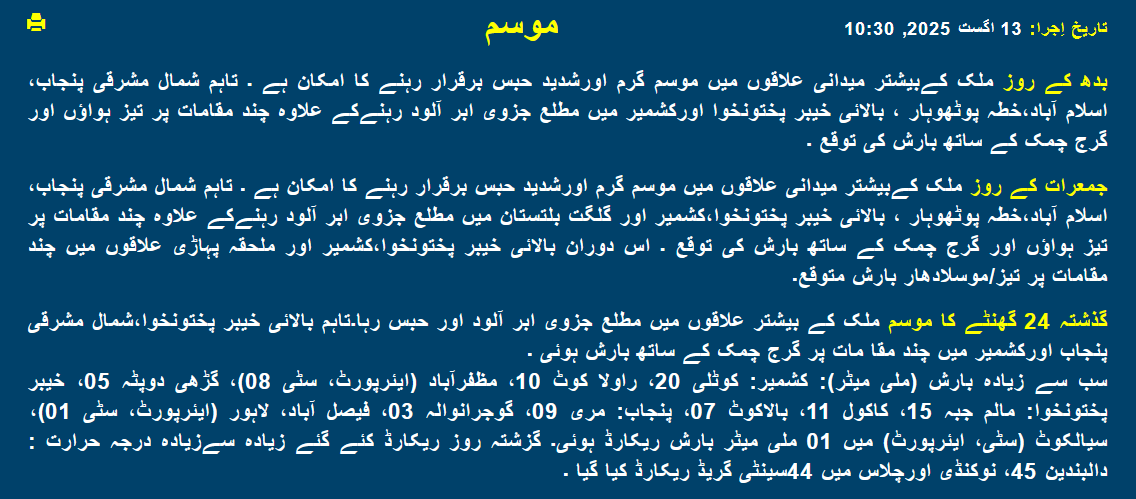 موسم
تاریخ اِجرا: 13 اگست 2025, 10:30
بدھ کے روز ملک کےبیشتر میدانی علاقوں میں موسم گرم اورشدید حبس برقرار رہنے کا امکان ہے ۔ تاہم شمال مشرقی پنجاب،
اسلام آباد،خطہ پوٹھوہار ، بالائی خیبر پختونخوا اورکشمیر میں مطلع جزوی ابر آلود رہنےکے علاوہ چند مقامات پر تیز ہواؤں اور
گرج چمک کے ساتھ بارش کی توقع ۔
جمعرات کے روز ملک کےبیشتر میدانی علاقوں میں موسم گرم اورشدید حبس برقرار رہنے کا امکان ہے ۔ تاہم شمال مشرقی پنجاب،
اسلام آباد،خطہ پوٹھوہار ، بالائی خیبر پختونخوا،کشمیر اور گلگت بلتستان میں مطلع جزوی ابر آلود رہنےکے علاوہ چند مقامات پر
تیز ہواؤں اور گرج چمک کے ساتھ بارش کی توقع ۔ اس دوران بالائی خیبر پختونخوا،کشمیر اور ملحقہ پہاڑی علاقوں میں چند
مقامات پر تیز/موسلادھار بارش متوقع۔
گذشتہ 24 گھنٹے کا موسم ملک کے بیشتر علاقوں میں مطلع جزوی ابر آلود اور حبس رہا۔تاہم بالائی خیبر پختونخوا،شمال مشرقی
پنجاب اورکشمیر میں چند مقا مات پر گرج چمک کے ساتھ بارش ہوئی ۔
سب سے زیادہ بارش (ملی میٹر): کشمیر: کوٹلی 20، راولا کوٹ 10، مظفرآباد (ایئرپورٹ، سٹی 08)، گڑھی دوپٹہ 05، خیبر
پختونخوا: مالم جبہ 15، کاکول 11، بالاکوٹ 07، پنجاب: مری 09، گوجرانوالہ 03، فیصل آباد، لاہور (ایئرپورٹ، سٹی 01)،
سیالکوٹ (سٹی، ایئرپورٹ) میں 01 ملی میٹر بارش ریکارڈ ہوئی۔ گزشتہ روز ریکارڈ کئے گئے زیادہ سےزیادہ درجہ حرارت :
دالبندین 45، نوکنڈی اورچلاس میں 44سینٹی گریڈ ریکارڈ کیا گیا ۔